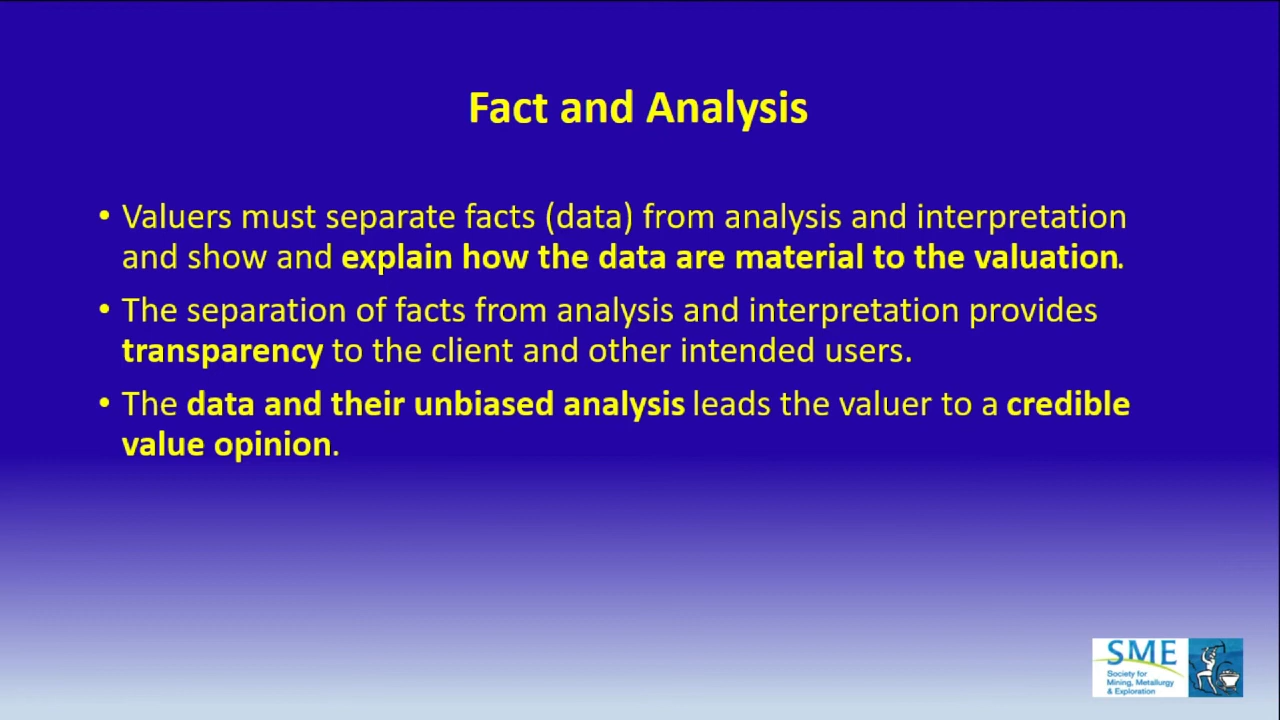 Fact and Analysis
• Valuers must separate facts (data) from analysis and interpretation
and show and explain how the data are material to the valuation.
• The separation of facts from analysis and interpretation provides
transparency to the client and other intended users.
• The data and their unbiased analysis leads the valuer to a credible
value opinion.
SME
Society for
Mining, Metallurgy
& Exploration